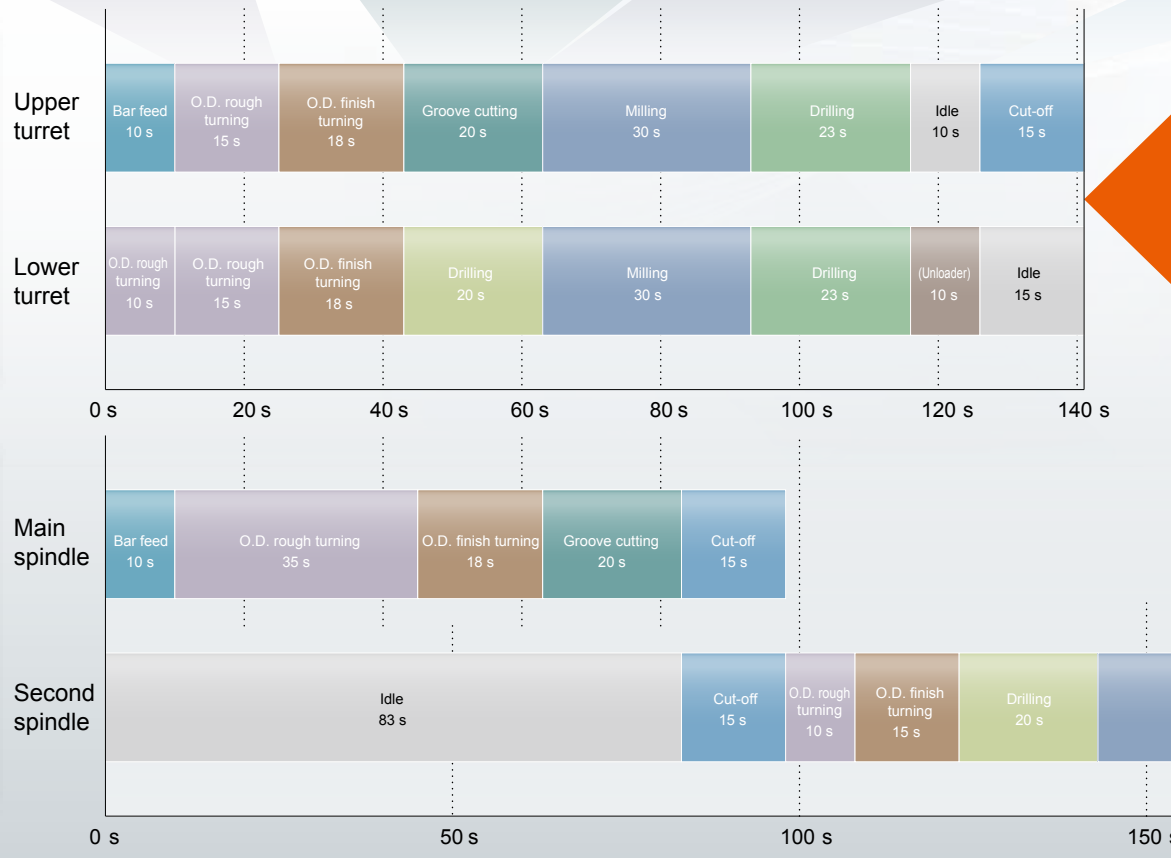 Upper
turret
Bar feed
10 s
O.D. rough
turning
15 s
O.D. finish
turning
18 s
Groove cutting
20 s
Milling
30 s
Drilling
23 s
Idle
10 s
Cut-off
15 s
Lower
turret
O.D. rough
turning
10 s
O.D. rough
turning
15 s
O.D. finish
turning
18 s
Drilling
20 s
Milling
30 s
Drilling
23 s
(Unloader)
10 s
Idle
15 s
0 s
20 s
40 s
60 s
80 s
100 s
120 s
140 s
Main
spindle
Bar feed
10 s
O.D. rough turning
35 s
O.D. finish turning
18 s
Groove cutting
20 s
Cut-off
15 s
Second
spindle
Idle
83 s
Cut-off
15 s
O.D. rough
turning
10 s
O.D. finish
turning
15 s
Drilling
20 s
0 s
50 s
100 s
150 s